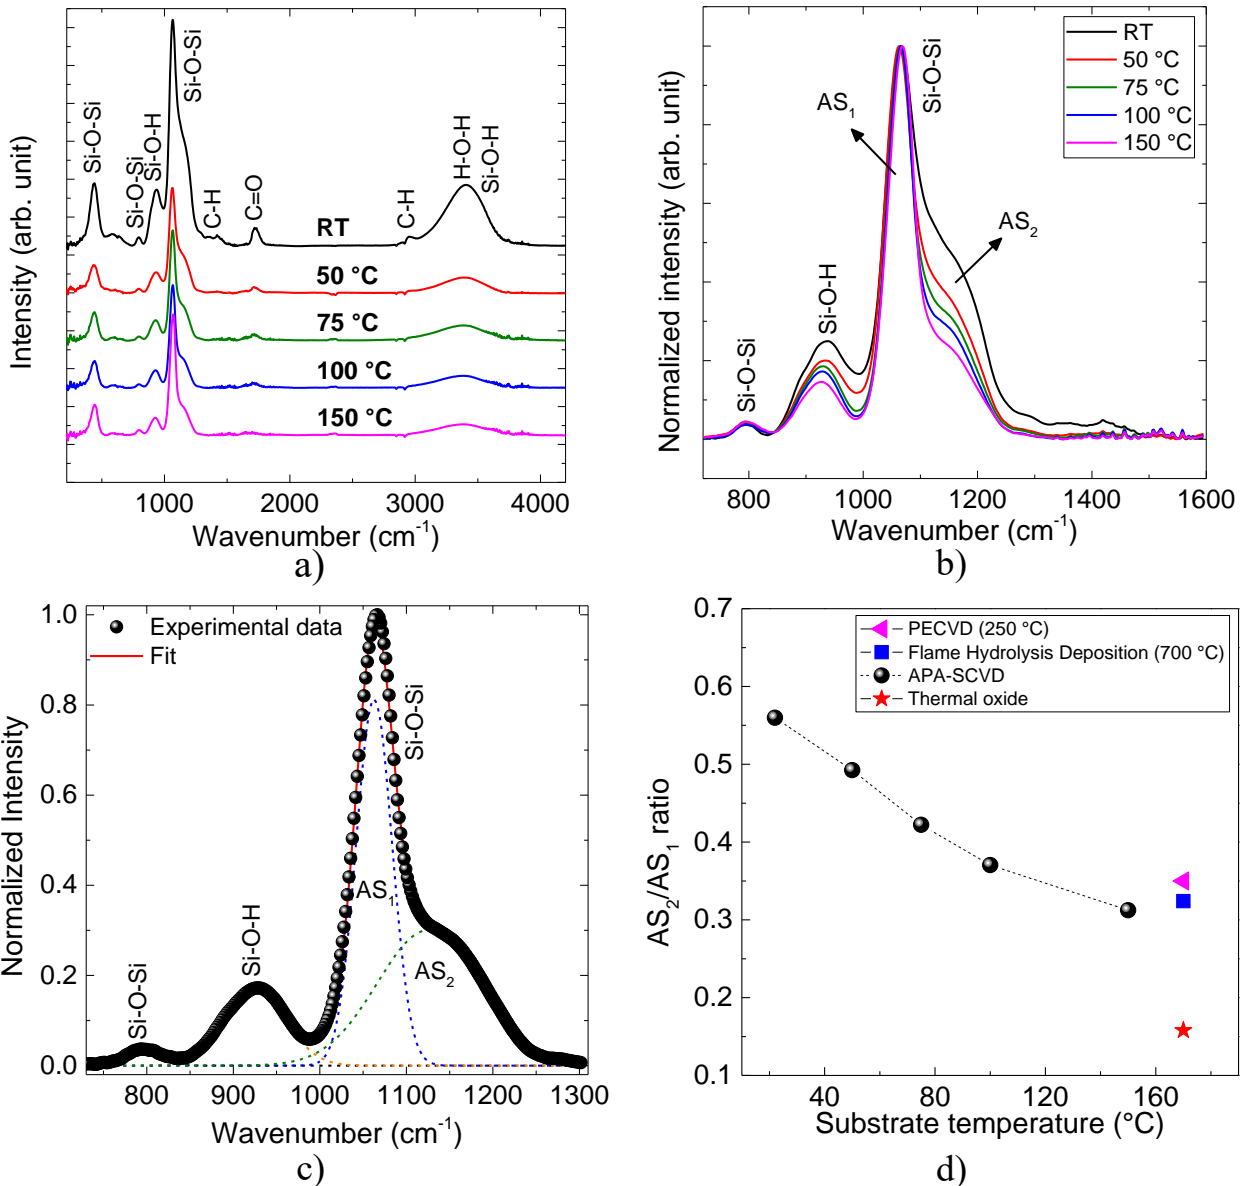 Intensity (arb. unit)
Si-O-Si
Si-O-Si
Si-O-H
Si-O-Si
C-H
C=O
C-H
H-O-H
Si-O-H
RT
50 °C
75 °C
100 °C
150 °C
1000 2000 3000 4000
Wavenumber (cm⁻¹)
a)
Normalized intensity (arb. unit)
Si-O-Si
Si-O-H
AS₁
Si-O-Si
AS₂
RT
50 °C
75 °C
100 °C
150 °C
800 1000 1200 1400 1600
Wavenumber (cm⁻¹)
b)
Normalized Intensity
1.0
0.8
0.6
0.4
0.2
0.0
Experimental data
Fit
Si-O-Si
Si-O-H
Si-O-Si
AS₁
AS₂
800 900 1000 1100 1200 1300
Wavenumber (cm⁻¹)
c)
AS₂/AS₁ ratio
0.7
0.6
0.5
0.4
0.3
0.2
0.1
PECVD (250 °C)
Flame Hydrolysis Deposition (700 °C)
APA-SCVD
Thermal oxide
40 80 120 160
Substrate temperature (°C)
d)